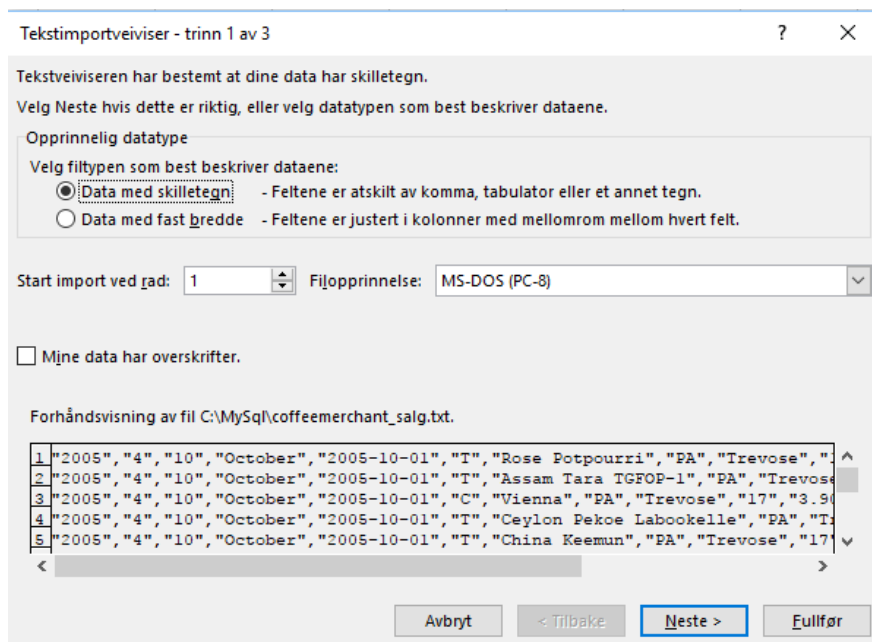 Tekstimportveiviser - trinn 1 av 3 ?
Tekstveiviseren har bestemt at dine data har skilletegn.
Velg Neste hvis dette er riktig, eller velg datatypen som best beskriver dataene.
Opprinnelig datatype
Velg filtypen som best beskriver dataene:
Data med skilletegn - Feltene er atskilt av komma, tabulator eller et annet tegn.
Data med fast bredde - Feltene er justert i kolonner med mellomrom mellom hvert felt.
Start import ved rad: 1 Filopprinnelse: MS-DOS (PC-8)
Mine data har overskrifter.
Forhåndsvisning av fil C:\MySql\coffeemerchant_salg.txt.
1 "2005","4","10","October","2005-10-01","T","Rose Potpourri","PA","Trevose","
2 "2005","4","10","October","2005-10-01","T","Assam Tara TGFOP-1","PA","Trevose
3 "2005","4","10","October","2005-10-01","C","Vienna","PA","Trevose","17","3.90
4 "2005","4","10","October","2005-10-01","T","Ceylon Pekoe Labookelle","PA","Tr
5 "2005","4","10","October","2005-10-01","T","China Keemun","PA","Trevose","17"
Avbryt < Tilbake Neste > Fullfør